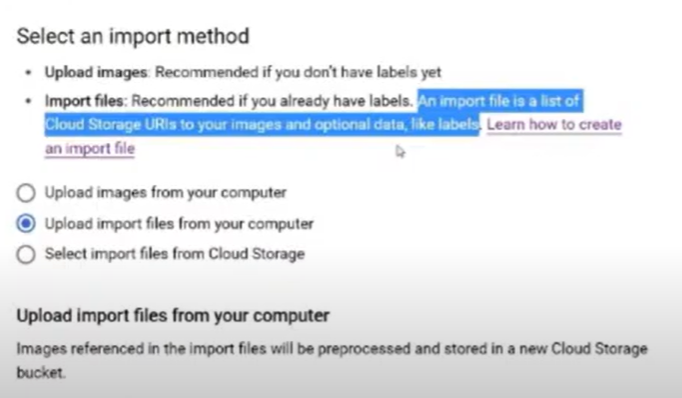 Select an import method
• Upload images: Recommended if you don't have labels yet
• Import files: Recommended if you already have labels. An import file is a list of
Cloud Storage URIs to your images and optional data, like labels. Learn how to create
an import file
Upload images from your computer
Upload import files from your computer
Select import files from Cloud Storage
Upload import files from your computer
Images referenced in the import files will be preprocessed and stored in a new Cloud Storage
bucket.